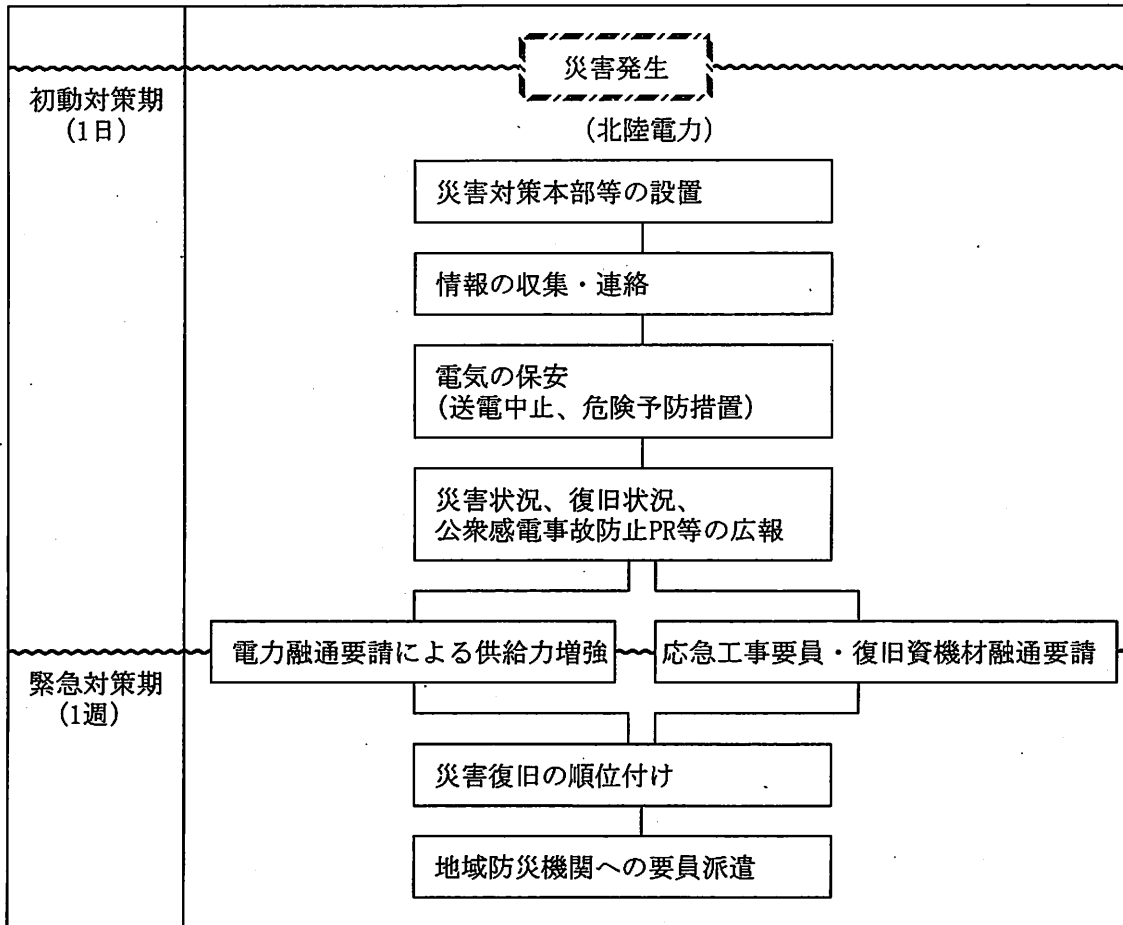 災害発生
初動対策期
(1日)
(北陸電力)
災害対策本部等の設置
情報の収集・連絡
電気の保安
(送電中止、危険予防措置)
災害状況、復旧状況、
公衆感電事故防止PR等の広報
電力融通要請による供給力増強
応急工事要員・復旧資機材融通要請
緊急対策期
(1週)
災害復旧の順位付け
地域防災機関への要員派遣